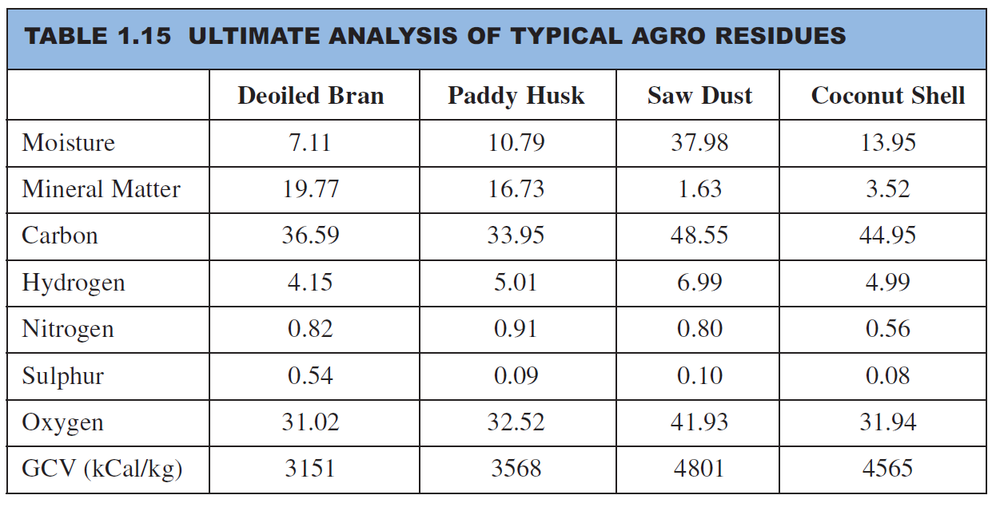 TABLE 1.15 ULTIMATE ANALYSIS OF TYPICAL AGRO RESIDUES
Deoiled Bran Paddy Husk Saw Dust Coconut Shell
Moisture 7.11 10.79 37.98 13.95
Mineral Matter 19.77 16.73 1.63 3.52
Carbon 36.59 33.95 48.55 44.95
Hydrogen 4.15 5.01 6.99 4.99
Nitrogen 0.82 0.91 0.80 0.56
Sulphur 0.54 0.09 0.10 0.08
Oxygen 31.02 32.52 41.93 31.94
GCV (kCal/kg) 3151 3568 4801 4565